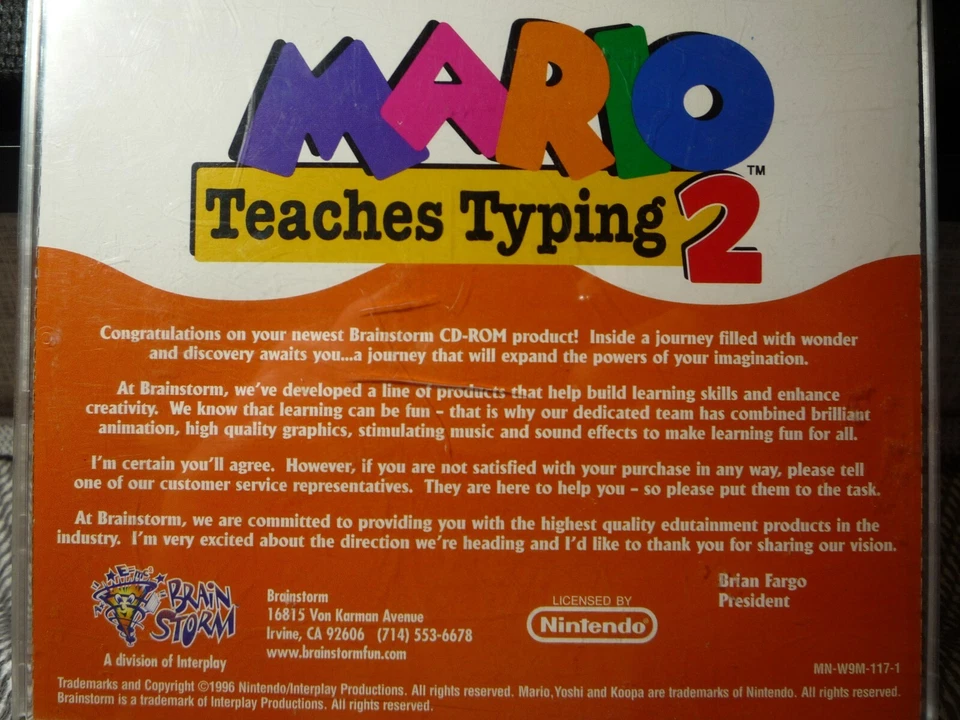 MARIO
TM
Teaches Typing 2
Congratulations on your newest Brainstorm CD-ROM product! Inside a journey filled with wonder
and discovery awaits you...a journey that will expand the powers of your imagination.
At Brainstorm, we've developed a line of products that help build learning skills and enhance
creativity. We know that learning can be fun – that is why our dedicated team has combined brilliant
animation, high quality graphics, stimulating music and sound effects to make learning fun for all.
I'm certain you'll agree. However, if you are not satisfied with your purchase in any way, please tell
one of our customer service representatives. They are here to help you – so please put them to the task.
At Brainstorm, we are committed to providing you with the highest quality edutainment products in the
industry. I'm very excited about the direction we're heading and I'd like to thank you for sharing our vision.
Brian Fargo
President
BRAIN
STORM
A division of Interplay
Brainstorm
16815 Von Karman Avenue
Irvine, CA 92606 (714) 553-6678
www.brainstormfun.com
LICENSED BY
Nintendo®
MN-W9M-117-1
Trademarks and Copyright ©1996 Nintendo/Interplay Productions. All rights reserved. Mario,Yoshi and Koopa are trademarks of Nintendo. All rights reserved.
Brainstorm is a trademark of Interplay Productions. All rights reserved.